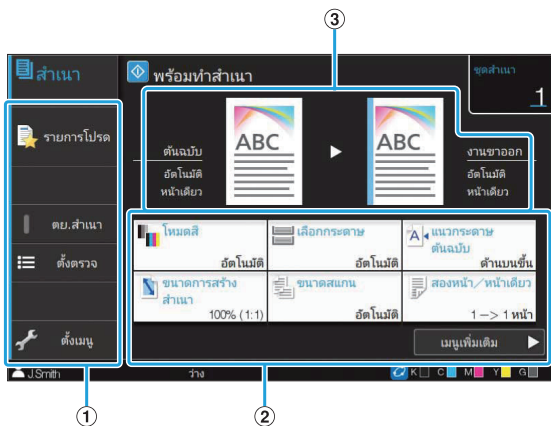 ③
สำเนา
พร้อมทำสำเนา
ชุดสำเนา
1
รายการโปรด
ตย.สำเนา
ตั้งตรวจ
ตั้งเมนู
ต้นฉบับ
อัตโนมัติ
หน้าเดียว
ABC
ABC
งานขาออก
อัตโนมัติ
หน้าเดียว
โหมดสี
อัตโนมัติ
เลือกกระดาษ
อัตโนมัติ
A
แนวกระดาษ
ต้นฉบับ
ด้านบนขึ้น
ขนาดการสร้าง
สำเนา
100% (1:1)
ขนาดสแกน
อัตโนมัติ
สองหน้า/หน้าเดียว
1 –> 1 หน้า
เมนูเพิ่มเติม
J.Smith
ว่าง
K C M Y G
① ②